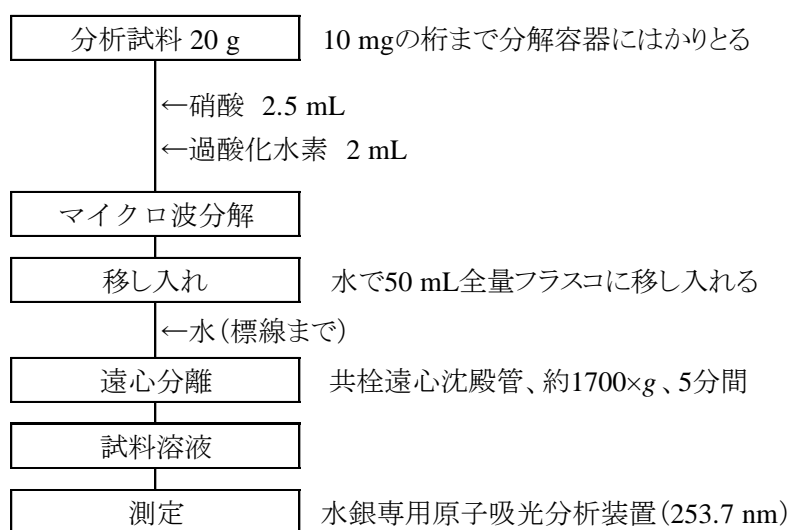 分析試料 20 g 10 mgの桁まで分解容器にはかりとる
←硝酸 2.5 mL
←過酸化水素 2 mL
マイクロ波分解
移し入れ 水で50 mL全量フラスコに移し入れる
←水（標線まで）
遠心分離 共栓遠心沈殿管、約1700×g、5分間
試料溶液
測定 水銀専用原子吸光分析装置（253.7 nm）